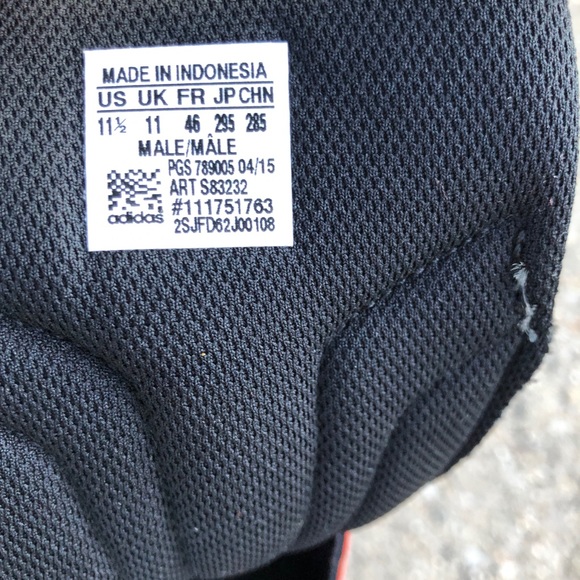 MADE IN INDONESIA
US UK FR JP CHN
11½ 11 46 295 285
MALE/MÂLE
PGS 789005 04/15
ART S83232
#111751763
adidas
2SJFD62J00108